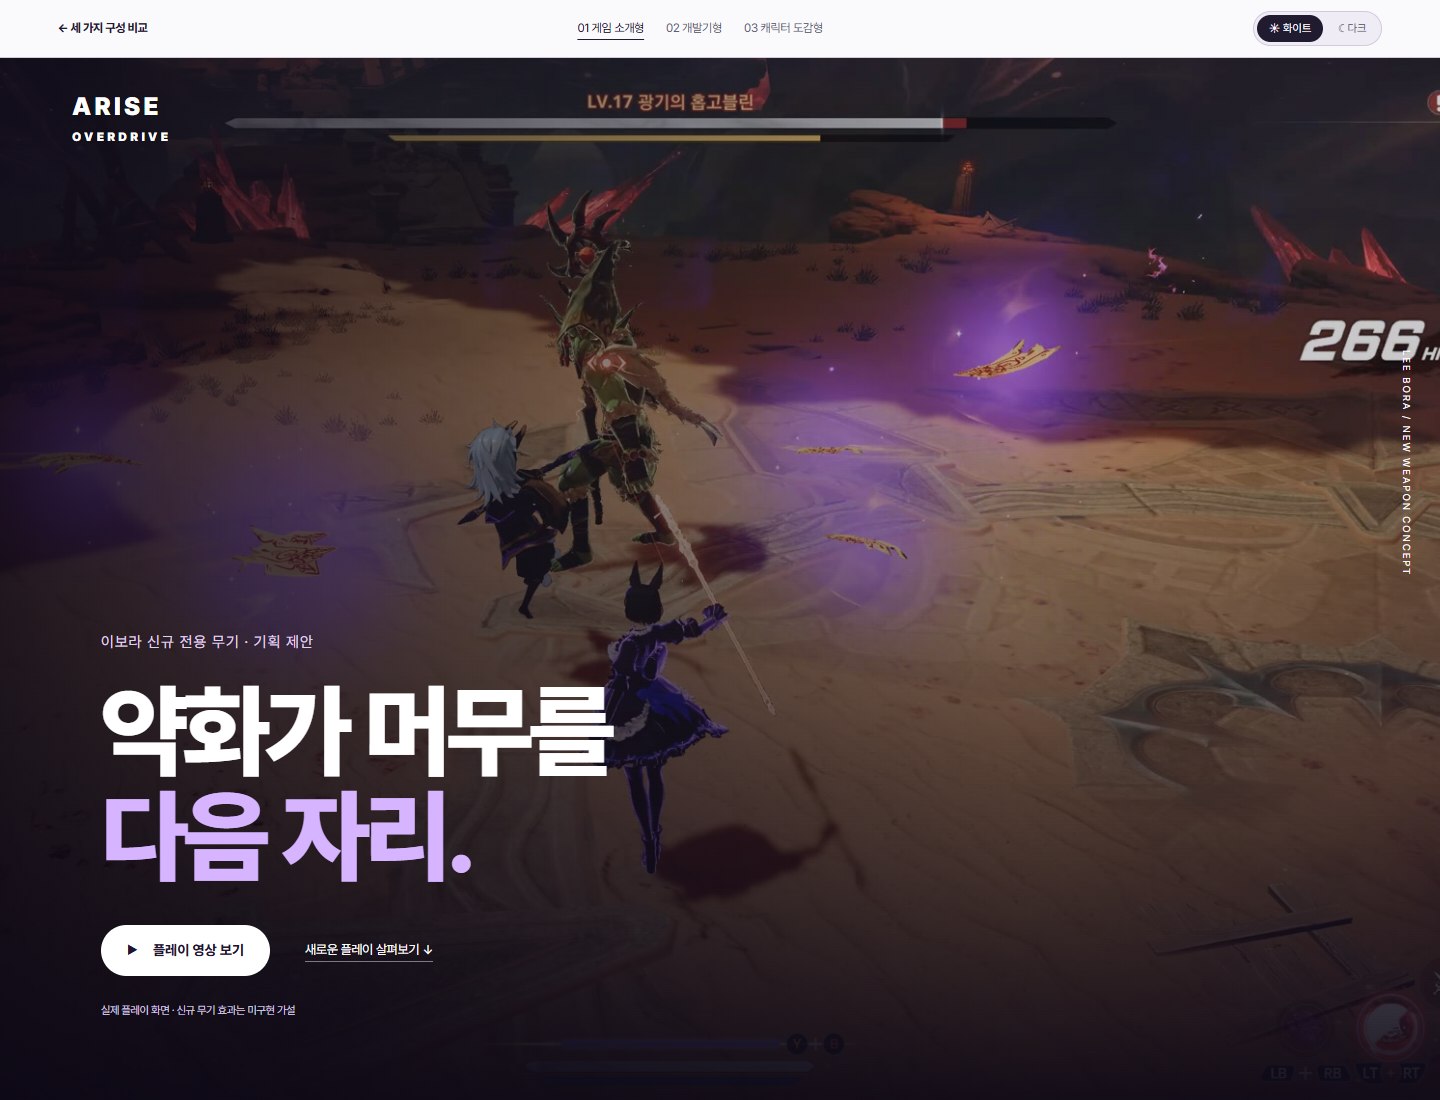 ← 세 가지 구성 비교
01 게임 소개형
02 개발기형
03 캐릭터 도감형
☀ 화이트
☾ 다크
ARISE
OVERDRIVE
LV.17 광기의 홉고블린
266
LEE BORA / NEW WEAPON CONCEPT
이보라 신규 전용 무기 · 기획 제안
약화가 머무를
다음 자리.
▶ 플레이 영상 보기
새로운 플레이 살펴보기 ↓
실제 플레이 화면 · 신규 무기 효과는 미구현 가설
Y + B
LB + RB LT + RT